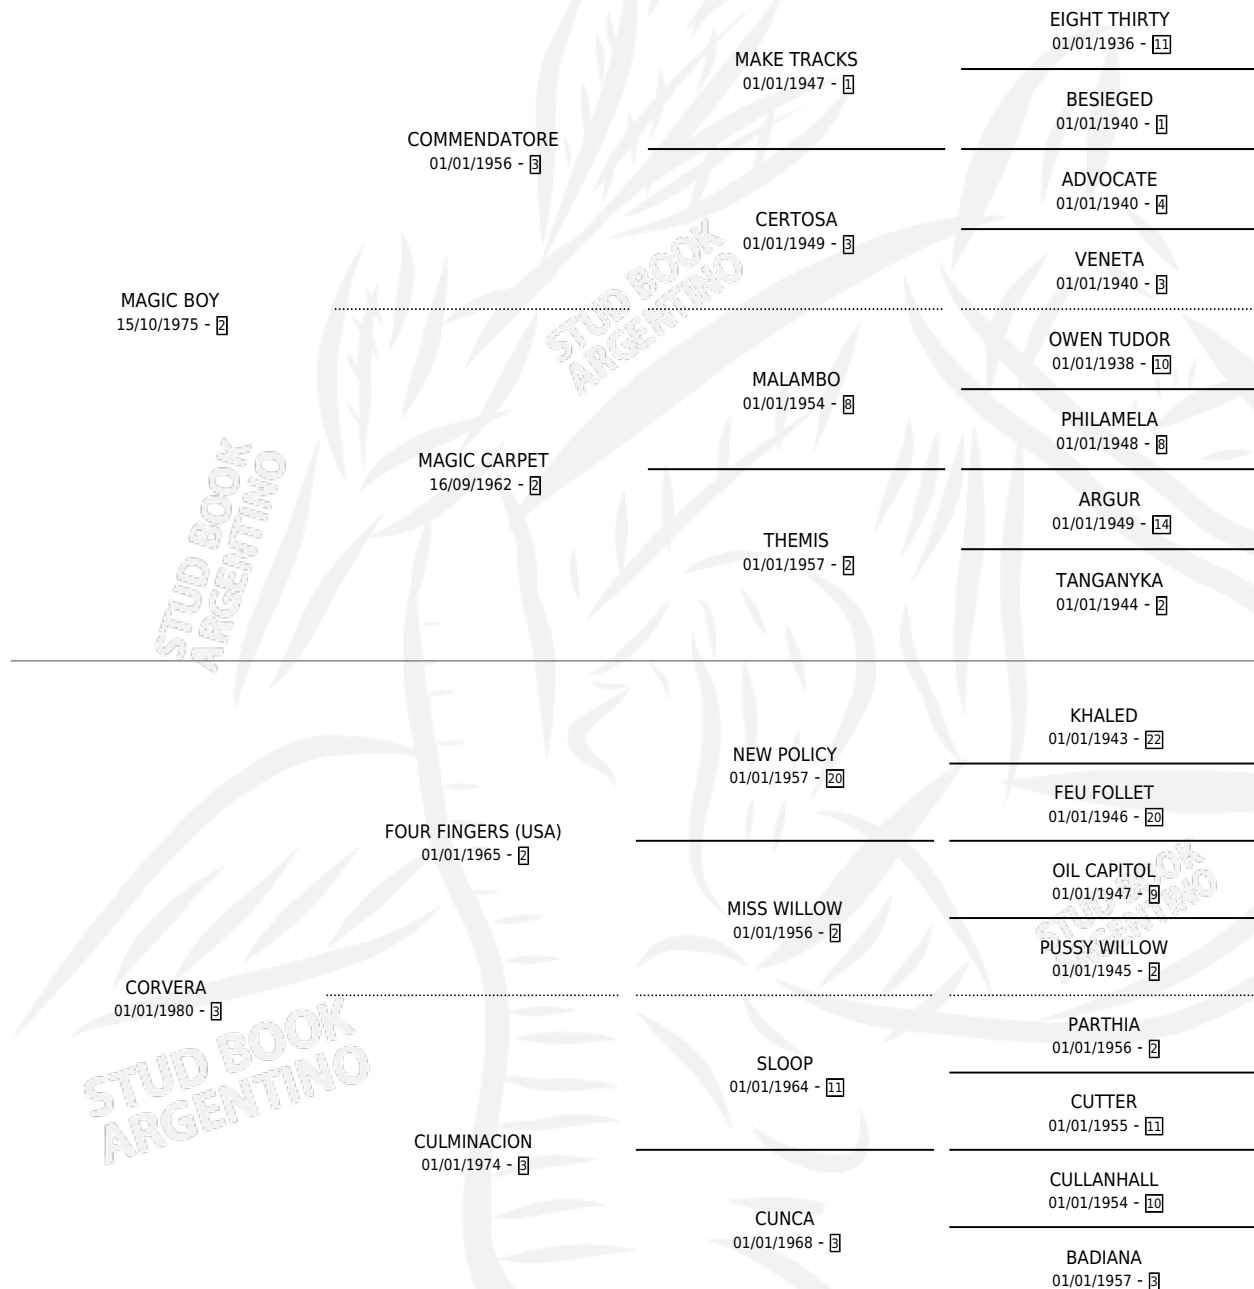 EIGHT THIRTY
01/01/1936 - 11
MAKE TRACKS
01/01/1947 - 1
BESIEGED
01/01/1940 - 1
COMMENDATORE
01/01/1956 - 3
ADVOCATE
01/01/1940 - 4
CERTOSA
01/01/1949 - 3
VENETA
01/01/1940 - 3
MAGIC BOY
15/10/1975 - 2
STUD BOOK
ARGENTINO
OWEN TUDOR
01/01/1938 - 10
MALAMBO
01/01/1954 - 8
PHILAMELA
01/01/1948 - 8
MAGIC CARPET
16/09/1962 - 2
ARGUR
01/01/1949 - 14
THEMIS
01/01/1957 - 2
TANGANYKA
01/01/1944 - 2
STUD BOOK
ARGENTINO
KHALED
01/01/1943 - 22
NEW POLICY
01/01/1957 - 20
FEU FOLLET
01/01/1946 - 20
FOUR FINGERS (USA)
01/01/1965 - 2
OIL CAPITOL
01/01/1947 - 9
MISS WILLOW
01/01/1956 - 2
STUD BOOK
ARGENTINO
PUSSY WILLOW
01/01/1945 - 2
CORVERA
01/01/1980 - 3
STUD BOOK
ARGENTINO
PARTHIA
01/01/1956 - 2
SLOOP
01/01/1964 - 11
CUTTER
01/01/1955 - 11
CULMINACION
01/01/1974 - 3
CULLANHALL
01/01/1954 - 10
CUNCA
01/01/1968 - 3
BADIANA
01/01/1957 - 3